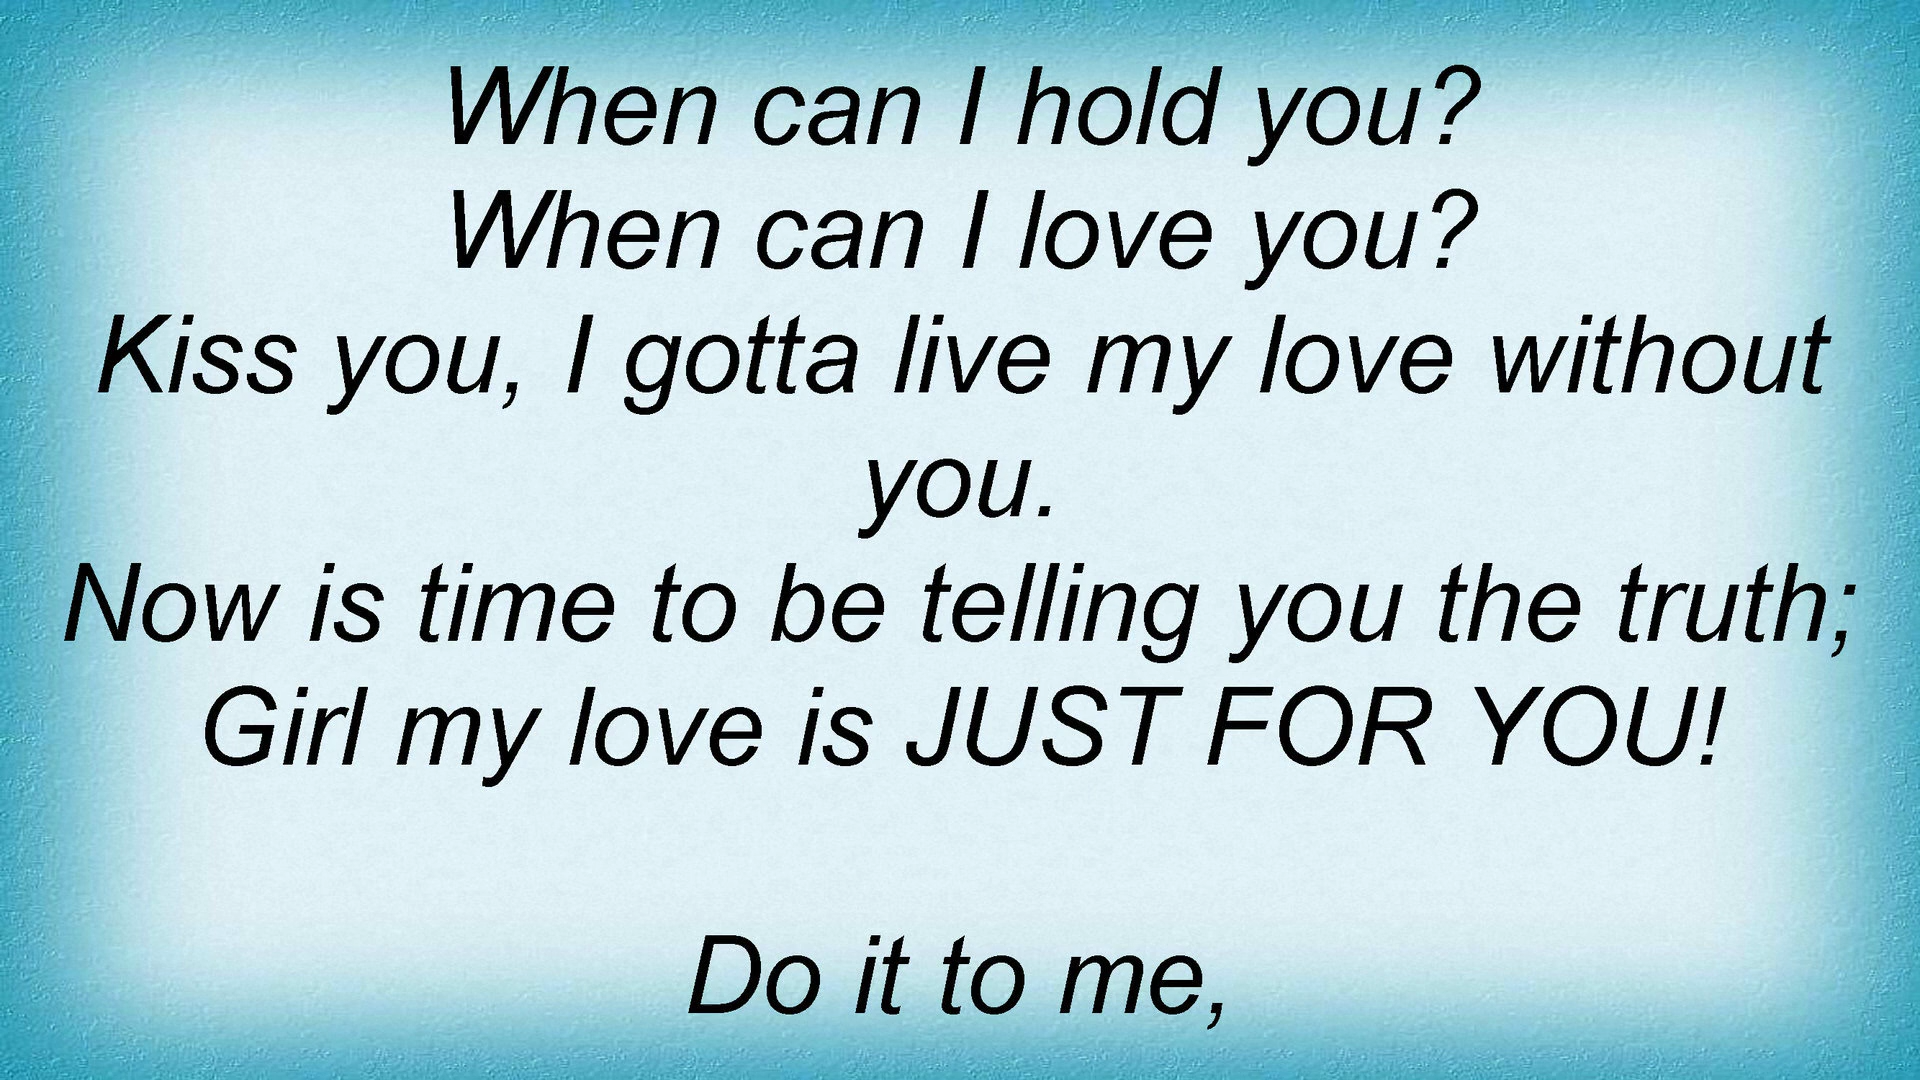 When can I hold you?
When can I love you?
Kiss you, I gotta live my love without
you.
Now is time to be telling you the truth;
Girl my love is JUST FOR YOU!
Do it to me,